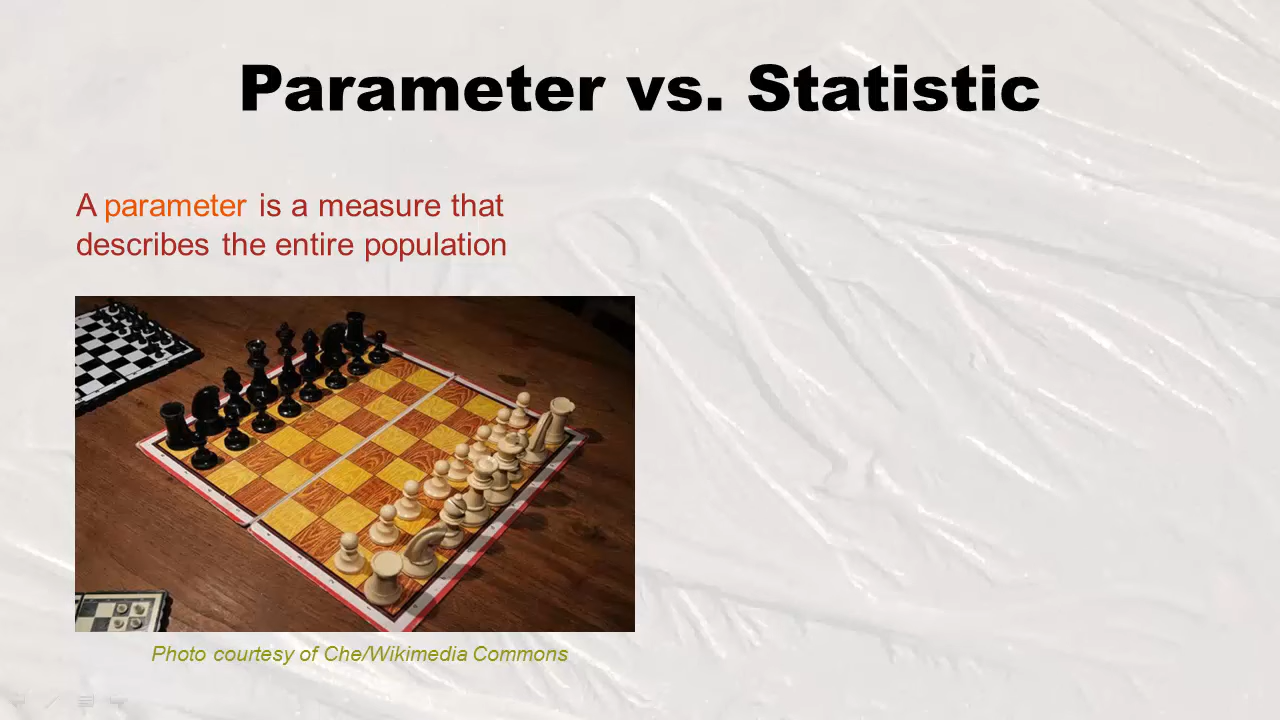 Parameter vs. Statistic
A parameter is a measure that
describes the entire population
Photo courtesy of Che/Wikimedia Commons